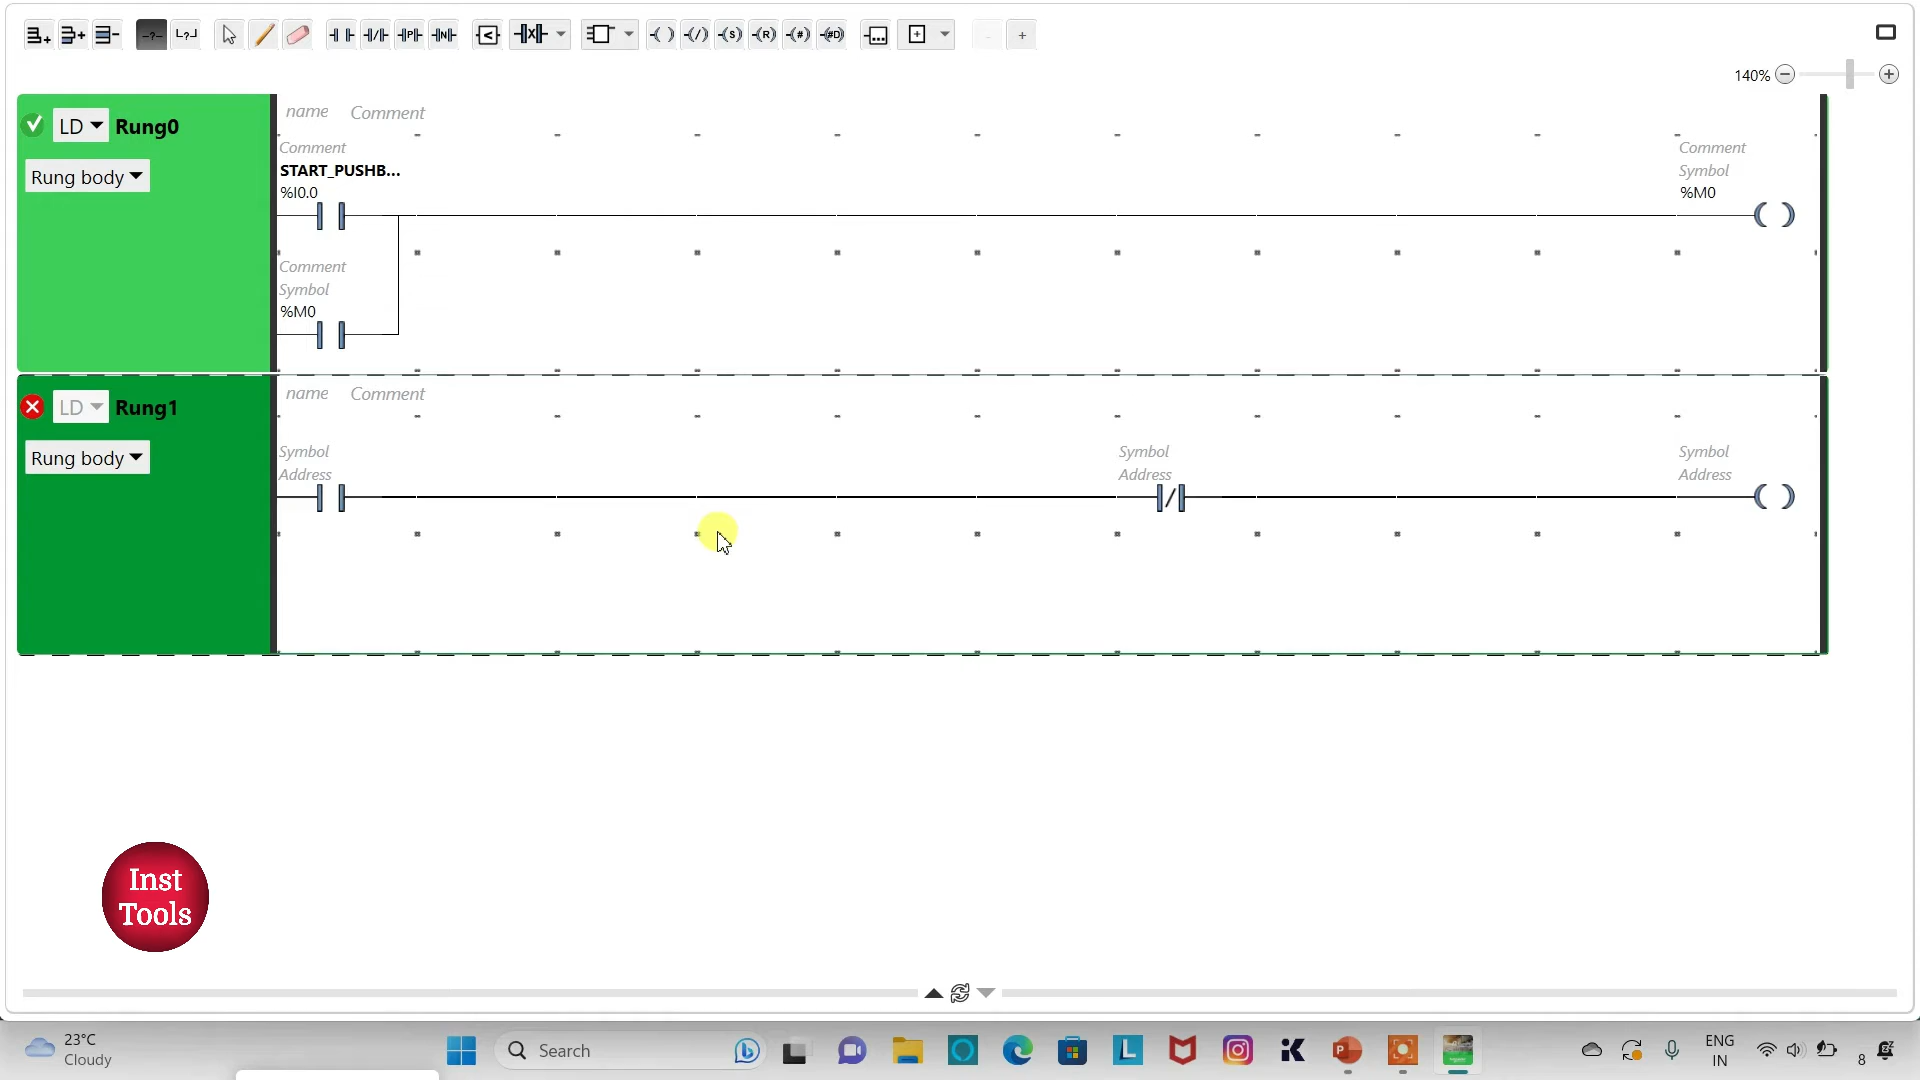 140%
LD Rung0
name Comment
Rung body
Comment
START_PUSHB...
%I0.0
Comment
Symbol
%M0
Comment
Symbol
%M0
LD Rung1
name Comment
Rung body
Symbol
Address
Symbol
Address
Symbol
Address
Inst
Tools
23°C
Cloudy
Search
ENG
IN
8